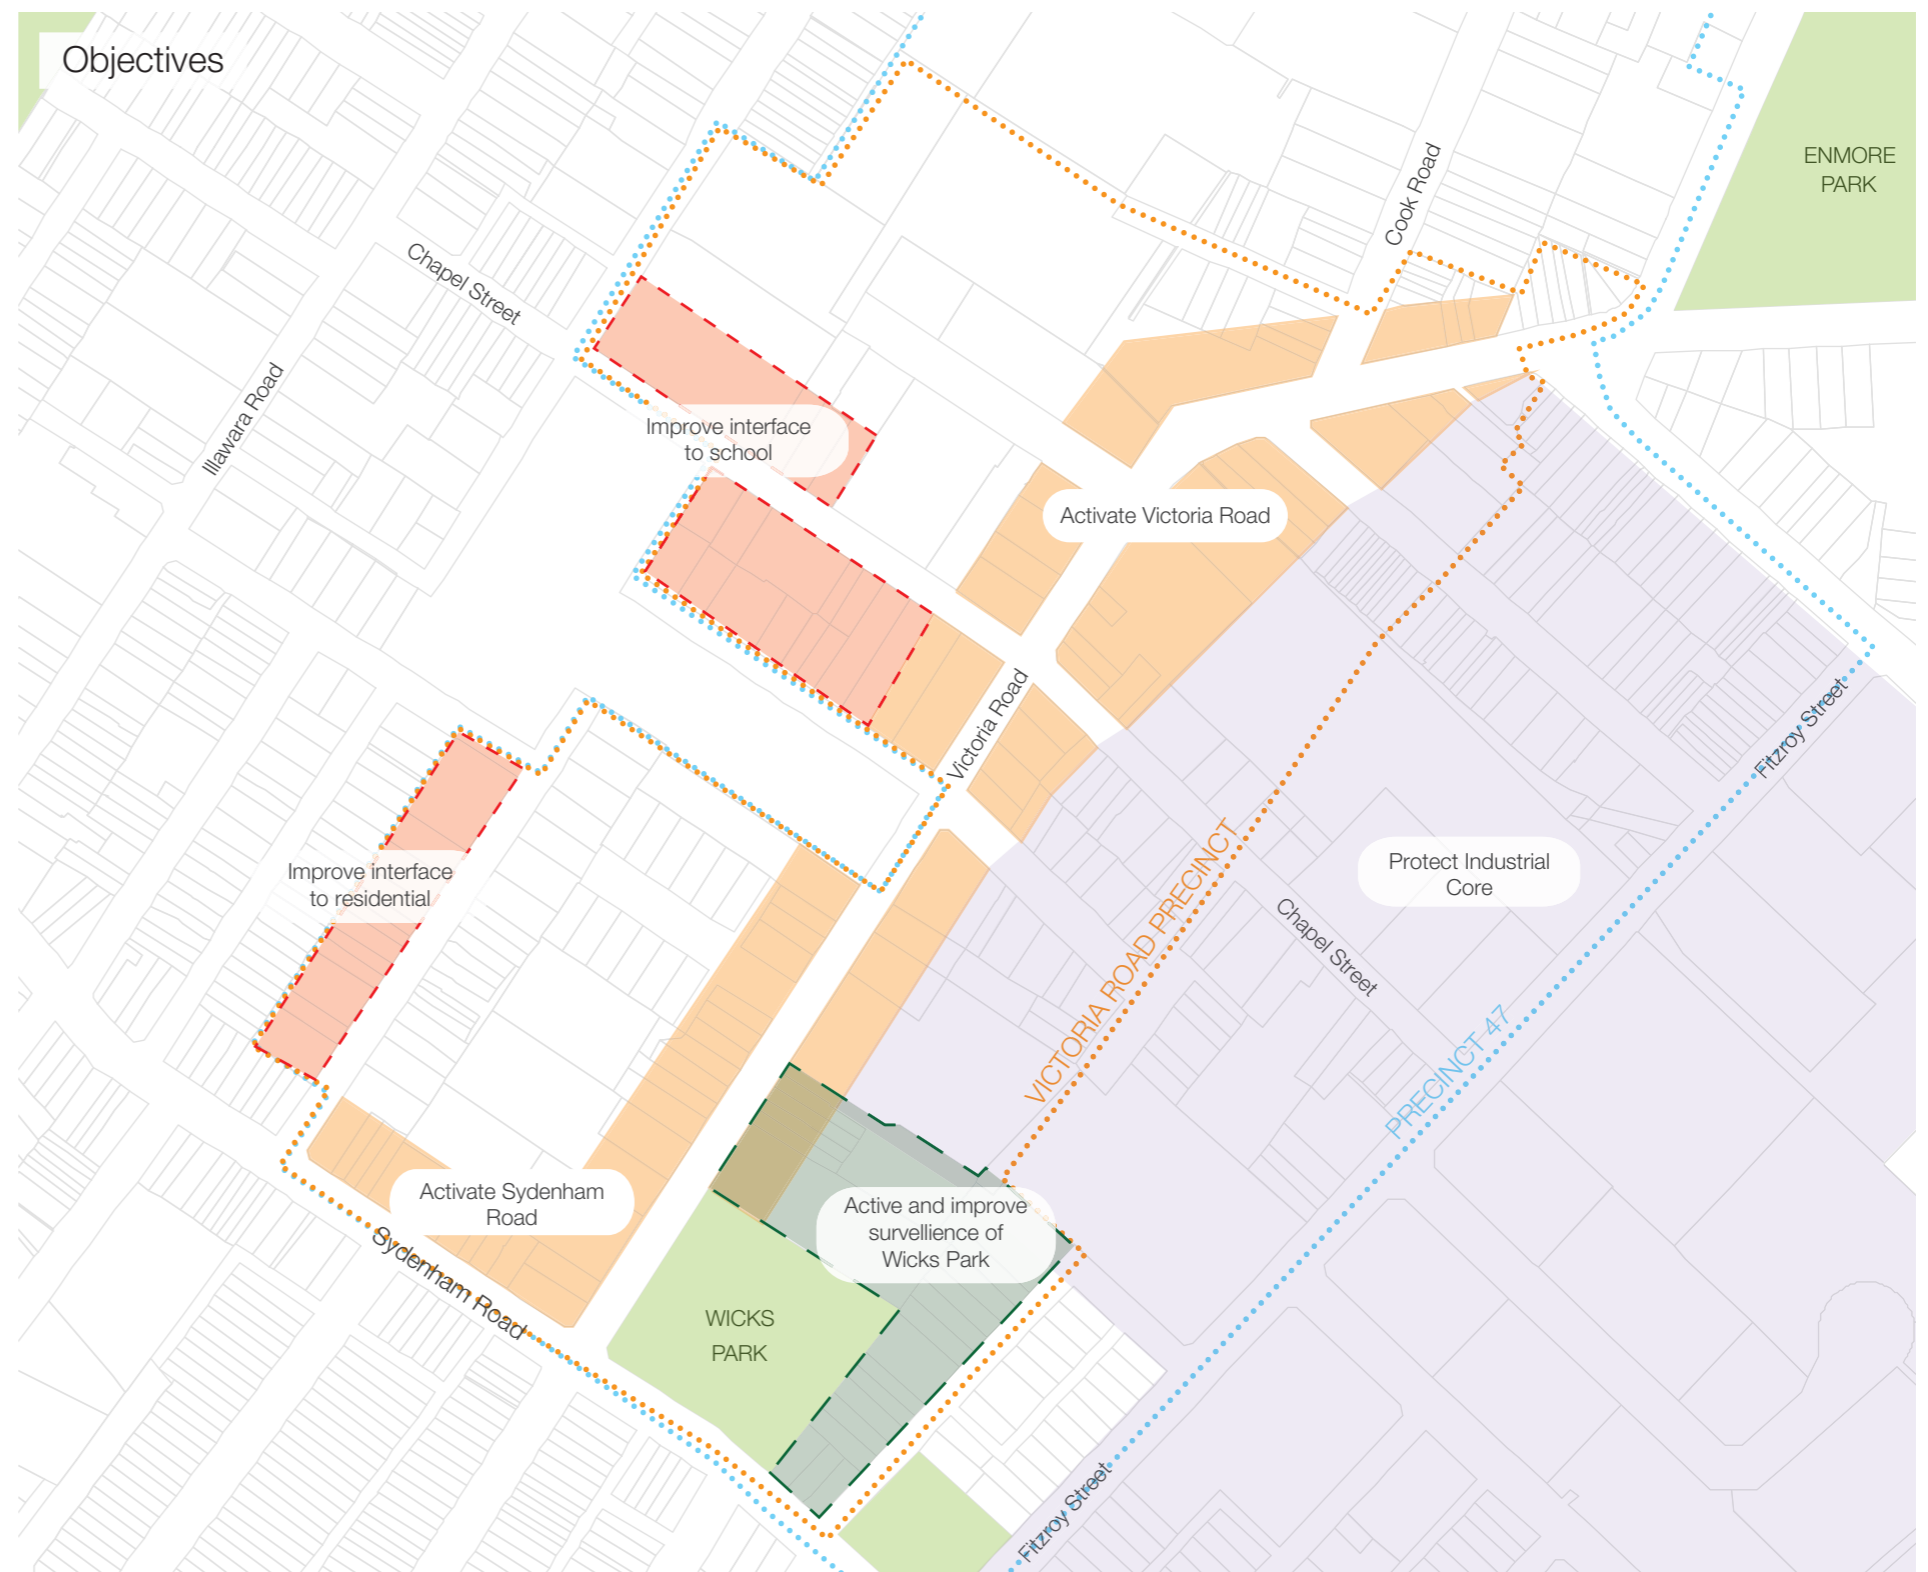 Objectives
ENMORE
PARK
Cook Road
Chapel Street
Illawara Road
Improve interface
to school
Activate Victoria Road
Victoria Road
Fitzroy Street
Improve interface
to residential
Protect Industrial
Core
VICTORIA ROAD PRECINCT
Chapel Street
PRECINCT 47
Activate Sydenham
Road
Active and improve
survellience of
Wicks Park
Sydenham Road
WICKS
PARK
Fitzroy Street